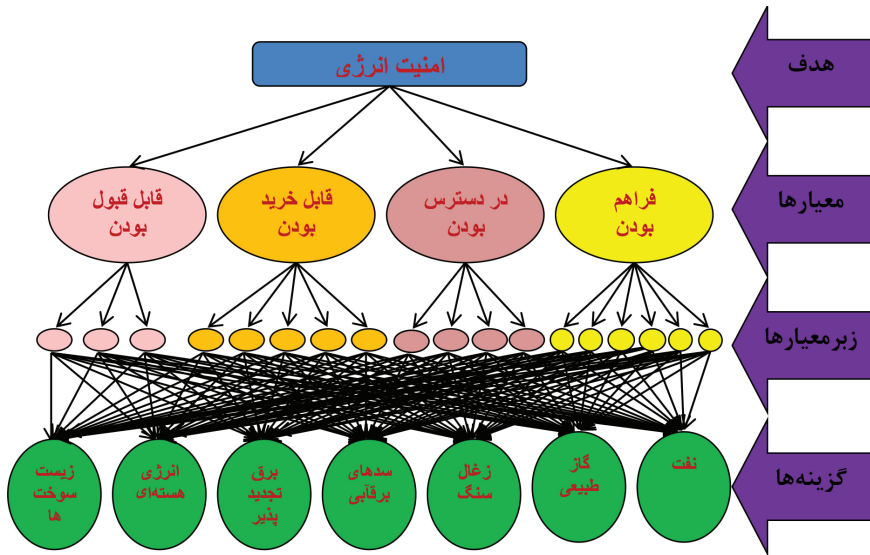 امنیت انرژی
هدف
فراهم
بودن
در دسترس
بودن
قابل خرید
بودن
قابل قبول
بودن
معیارها
زیرمعیارها
نفت
گاز
طبیعی
زغال
سنگ
سدهای
برقآبی
برق
تجدید
پذیر
انرژی
هسته‌ای
زیست
سوخت
ها
گزینه‌ها